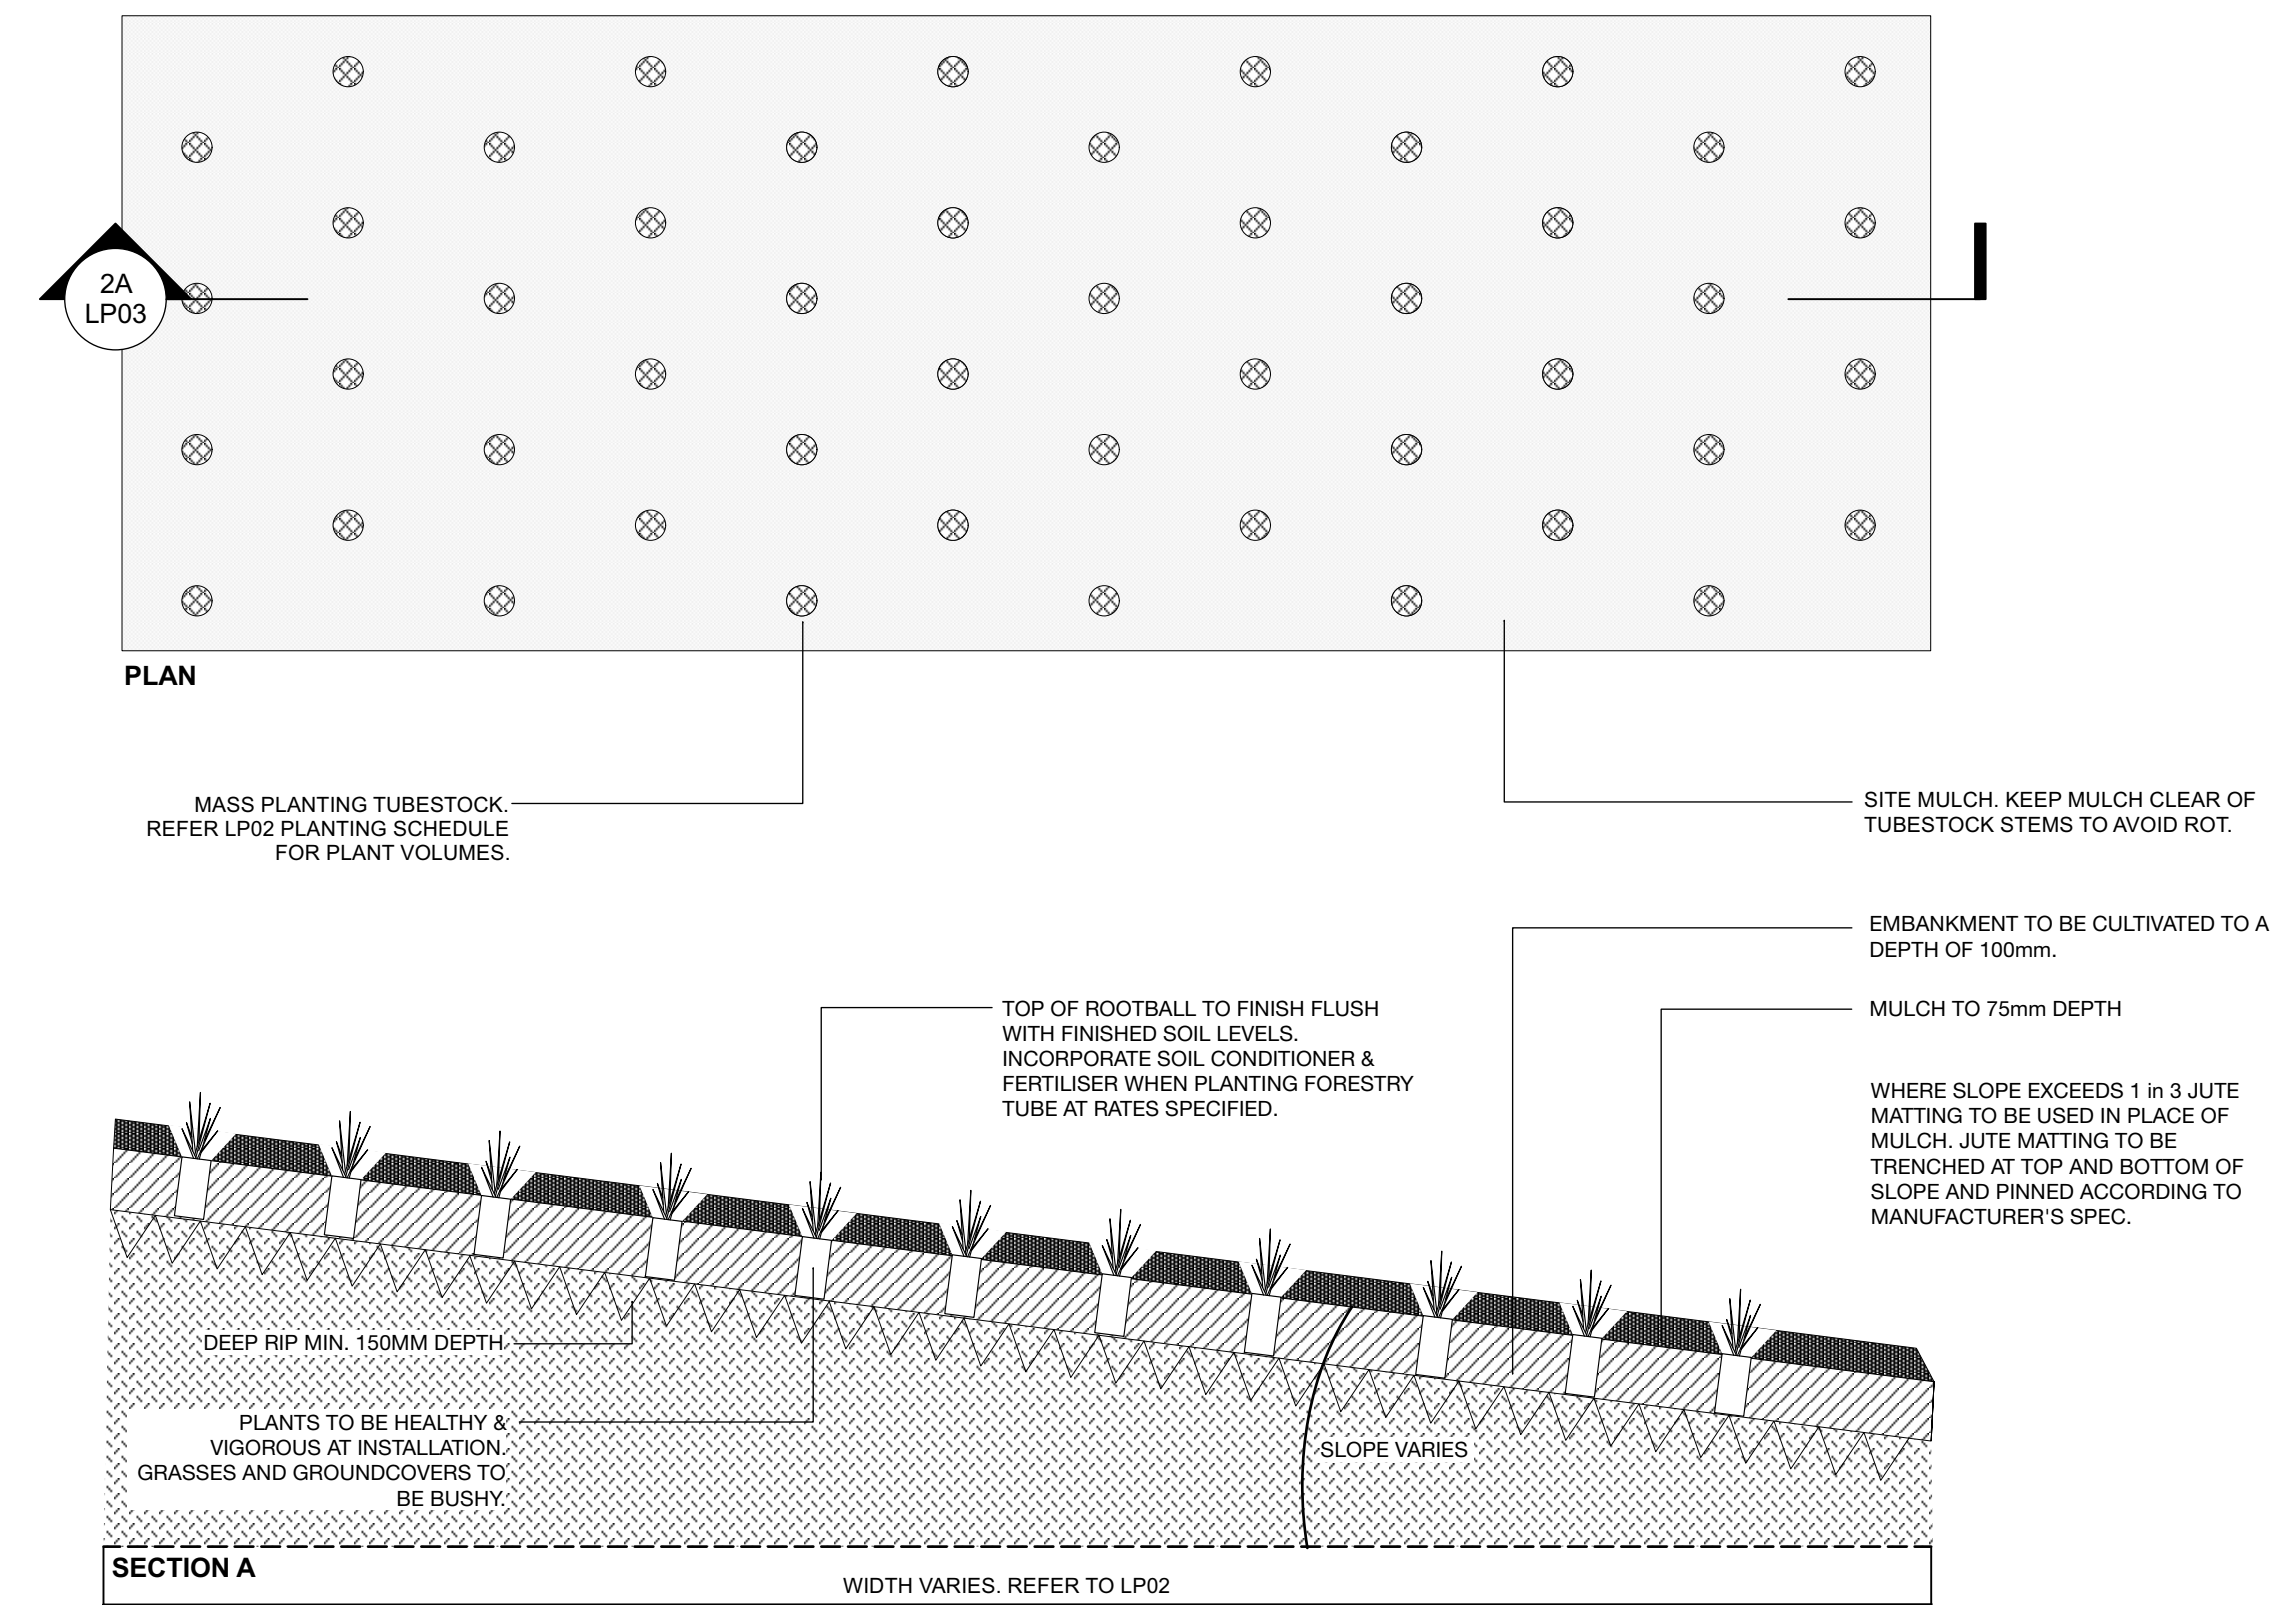 2A
LP03
PLAN
MASS PLANTING TUBESTOCK.
REFER LP02 PLANTING SCHEDULE
FOR PLANT VOLUMES.
SITE MULCH. KEEP MULCH CLEAR OF
TUBESTOCK STEMS TO AVOID ROT.
EMBANKMENT TO BE CULTIVATED TO A
DEPTH OF 100mm.
TOP OF ROOTBALL TO FINISH FLUSH
WITH FINISHED SOIL LEVELS.
INCORPORATE SOIL CONDITIONER &
FERTILISER WHEN PLANTING FORESTRY
TUBE AT RATES SPECIFIED.
MULCH TO 75mm DEPTH
WHERE SLOPE EXCEEDS 1 in 3 JUTE
MATTING TO BE USED IN PLACE OF
MULCH. JUTE MATTING TO BE
TRENCHED AT TOP AND BOTTOM OF
SLOPE AND PINNED ACCORDING TO
MANUFACTURER'S SPEC.
DEEP RIP MIN. 150MM DEPTH.
PLANTS TO BE HEALTHY &
VIGOROUS AT INSTALLATION.
GRASSES AND GROUNDCOVERS TO
BE BUSHY.
SLOPE VARIES
SECTION A
WIDTH VARIES. REFER TO LP02